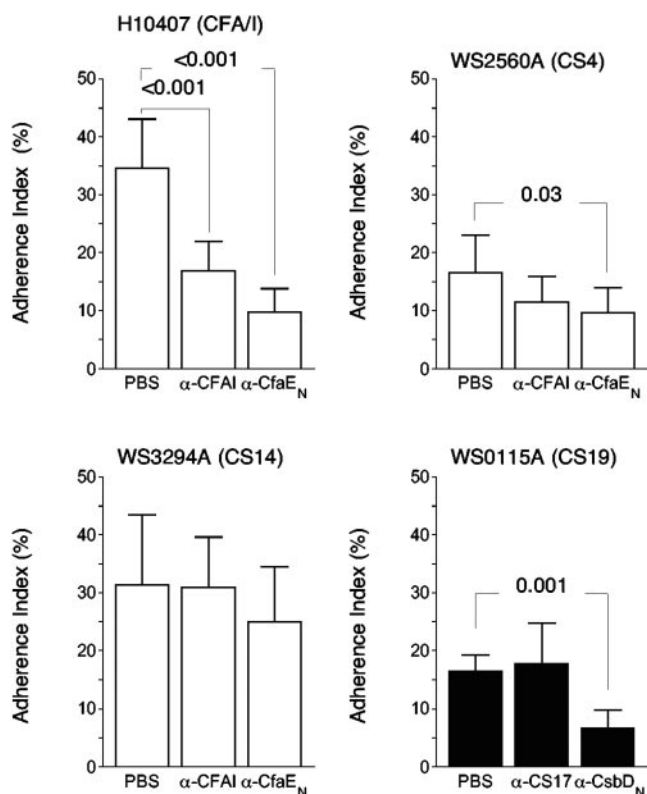 H10407 (CFA/I)
<0.001
<0.001
Adherence Index (%)
50
40
30
20
10
0
PBS α-CFAI α-CfaE_N
WS2560A (CS4)
0.03
Adherence Index (%)
50
40
30
20
10
0
PBS α-CFAI α-CfaE_N
WS3294A (CS14)
Adherence Index (%)
50
40
30
20
10
0
PBS α-CFAI α-CfaE_N
WS0115A (CS19)
0.001
Adherence Index (%)
50
40
30
20
10
0
PBS α-CS17 α-CsbD_N